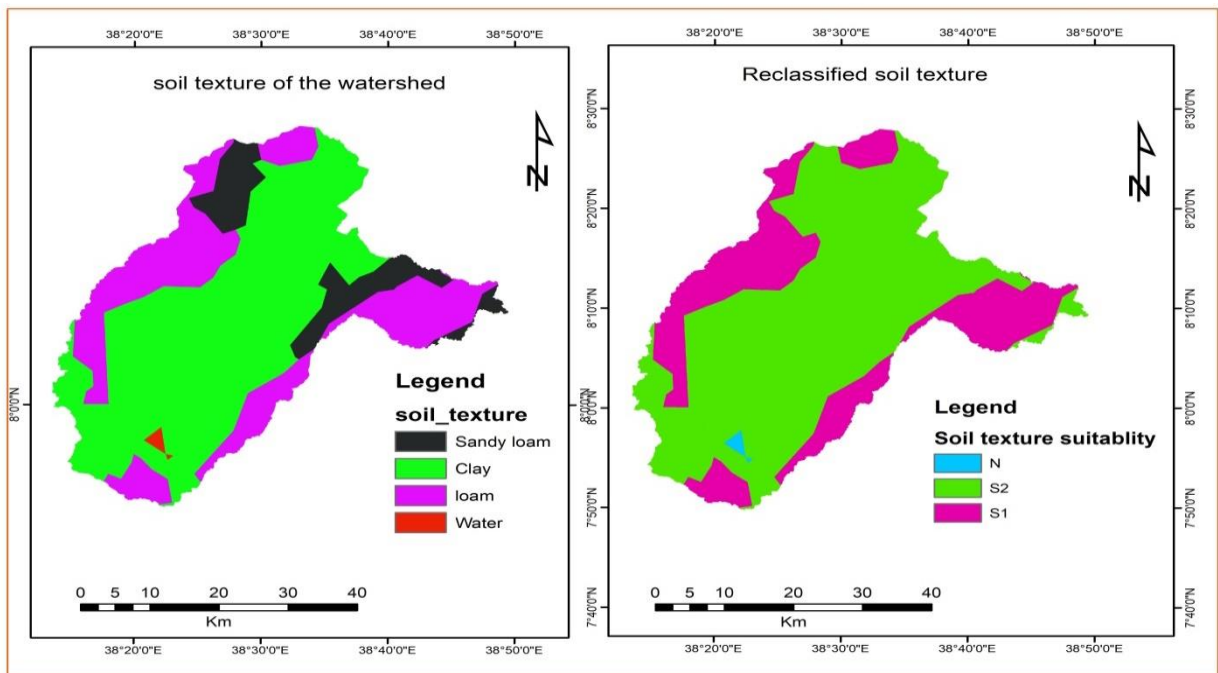 38°20'0"E 38°30'0"E 38°40'0"E 38°50'0"E
soil texture of the watershed
N
8°0'0"N
8°0'0"N
Legend
soil_texture
Sandy loam
Clay
loam
Water
0 5 10 20 30 40
Km
38°20'0"E 38°30'0"E 38°40'0"E 38°50'0"E
38°20'0"E 38°30'0"E 38°40'0"E 38°50'0"E
Reclassified soil texture
N
8°30'0"N
8°20'0"N
8°10'0"N
8°0'0"N
7°50'0"N
7°40'0"N
8°30'0"N
8°20'0"N
8°10'0"N
8°0'0"N
7°50'0"N
7°40'0"N
Legend
Soil texture suitablity
N
S2
S1
0 5 10 20 30 40
Km
38°20'0"E 38°30'0"E 38°40'0"E 38°50'0"E